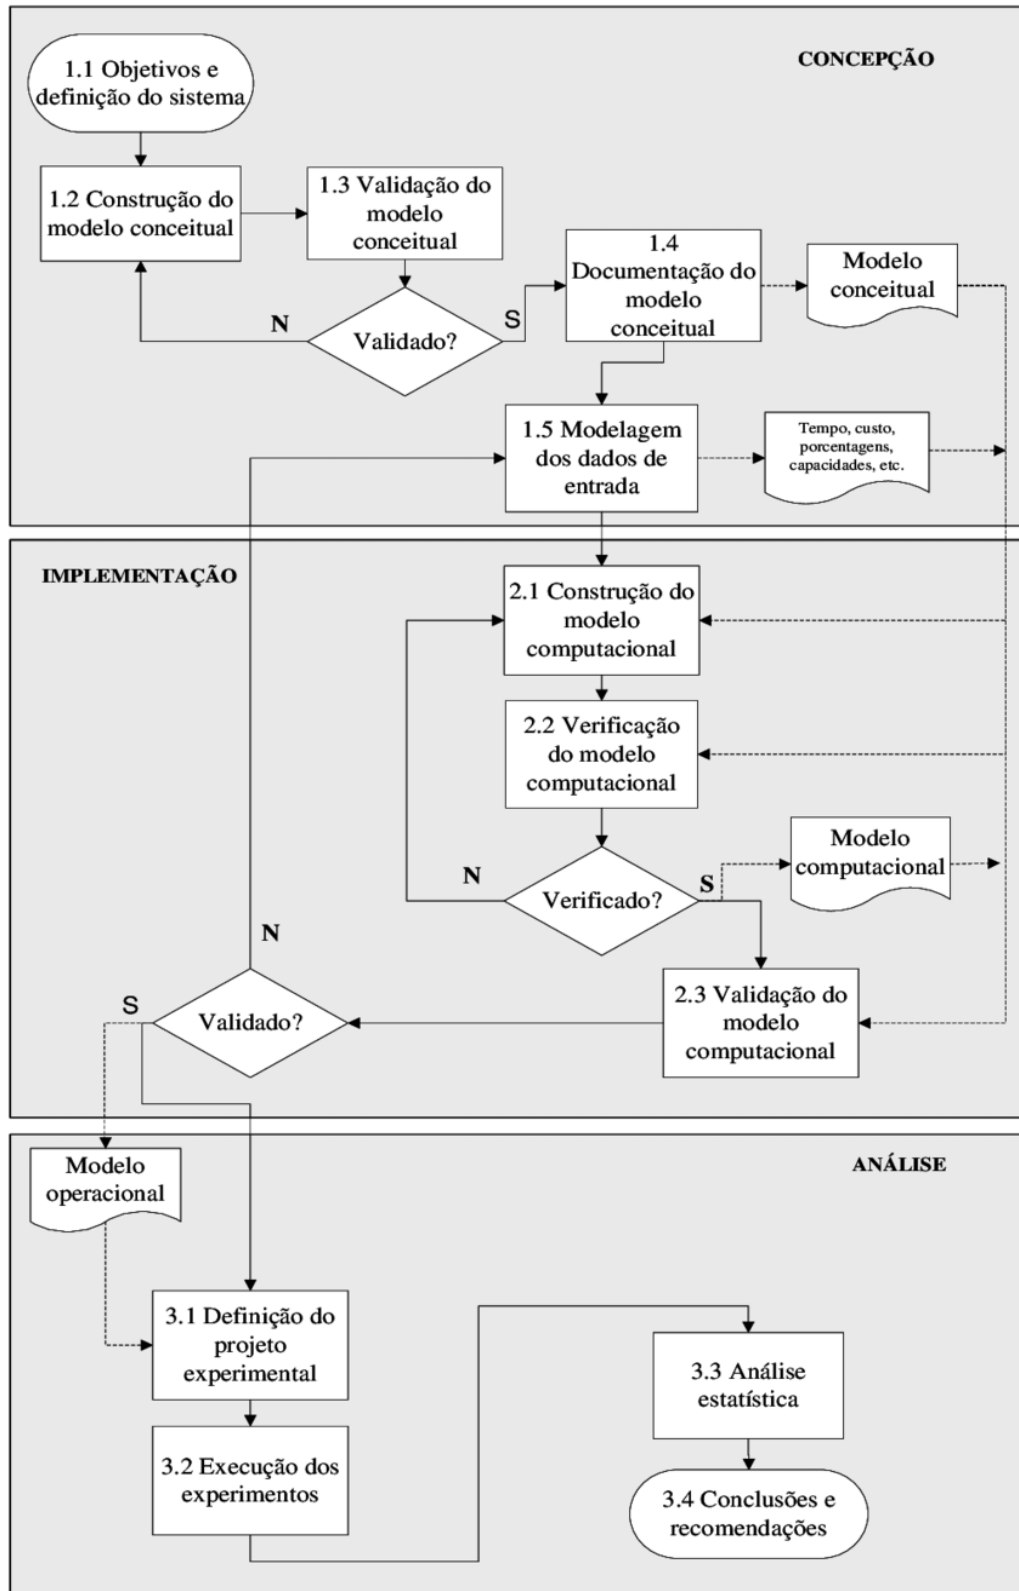 CONCEPÇÃO
1.1 Objetivos e
definição do sistema
1.2 Construção do
modelo conceitual
1.3 Validação do
modelo
conceitual
Validado?
N
S
1.4
Documentação do
modelo
conceitual
Modelo
conceitual
1.5 Modelagem
dos dados de
entrada
Tempo, custo,
porcentagens,
capacidades, etc.
IMPLEMENTAÇÃO
2.1 Construção do
modelo
computacional
2.2 Verificação
do modelo
computacional
Verificado?
N
S
Modelo
computacional
2.3 Validação do
modelo
computacional
Validado?
N
S
ANÁLISE
Modelo
operacional
3.1 Definição do
projeto
experimental
3.2 Execução dos
experimentos
3.3 Análise
estatística
3.4 Conclusões e
recomendações